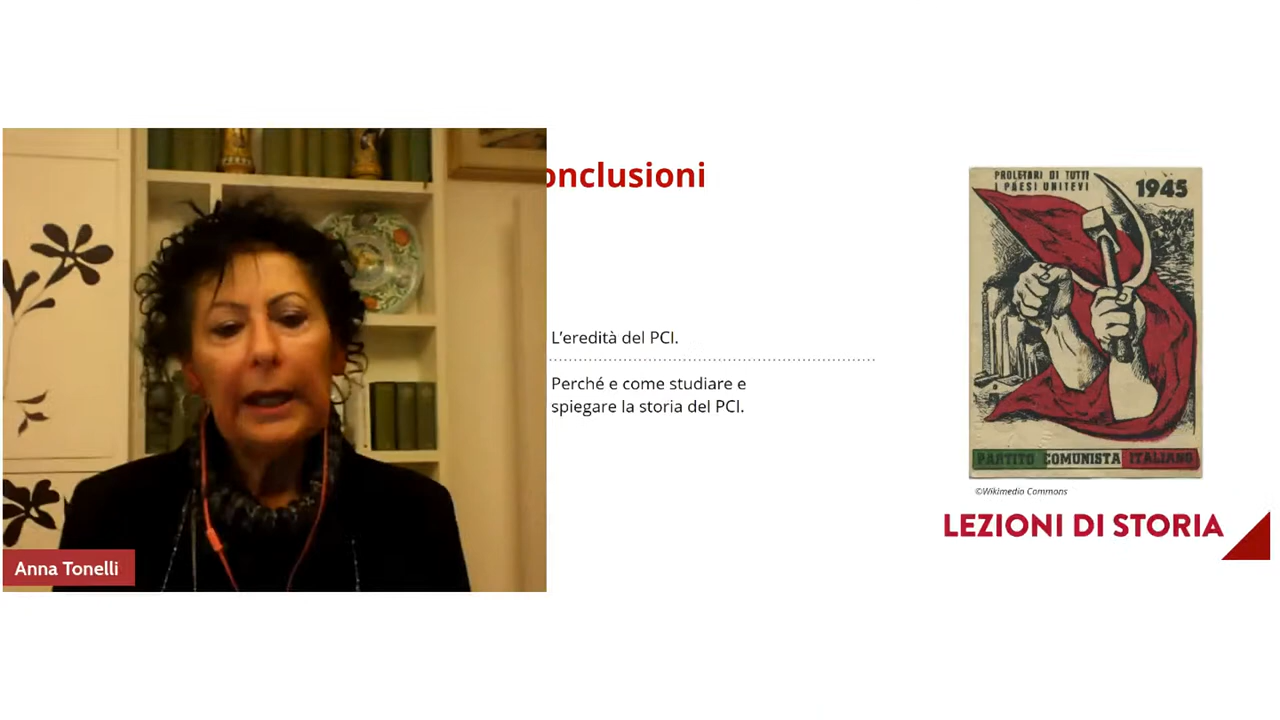 onclusioni
L'eredità del PCI.
Perché e come studiare e
spiegare la storia del PCI.
PROLETARI DI TUTTI
I PAESI UNITEVI
1945
PARTITO COMUNISTA ITALIANO
©Wikimedia Commons
LEZIONI DI STORIA
Anna Tonelli